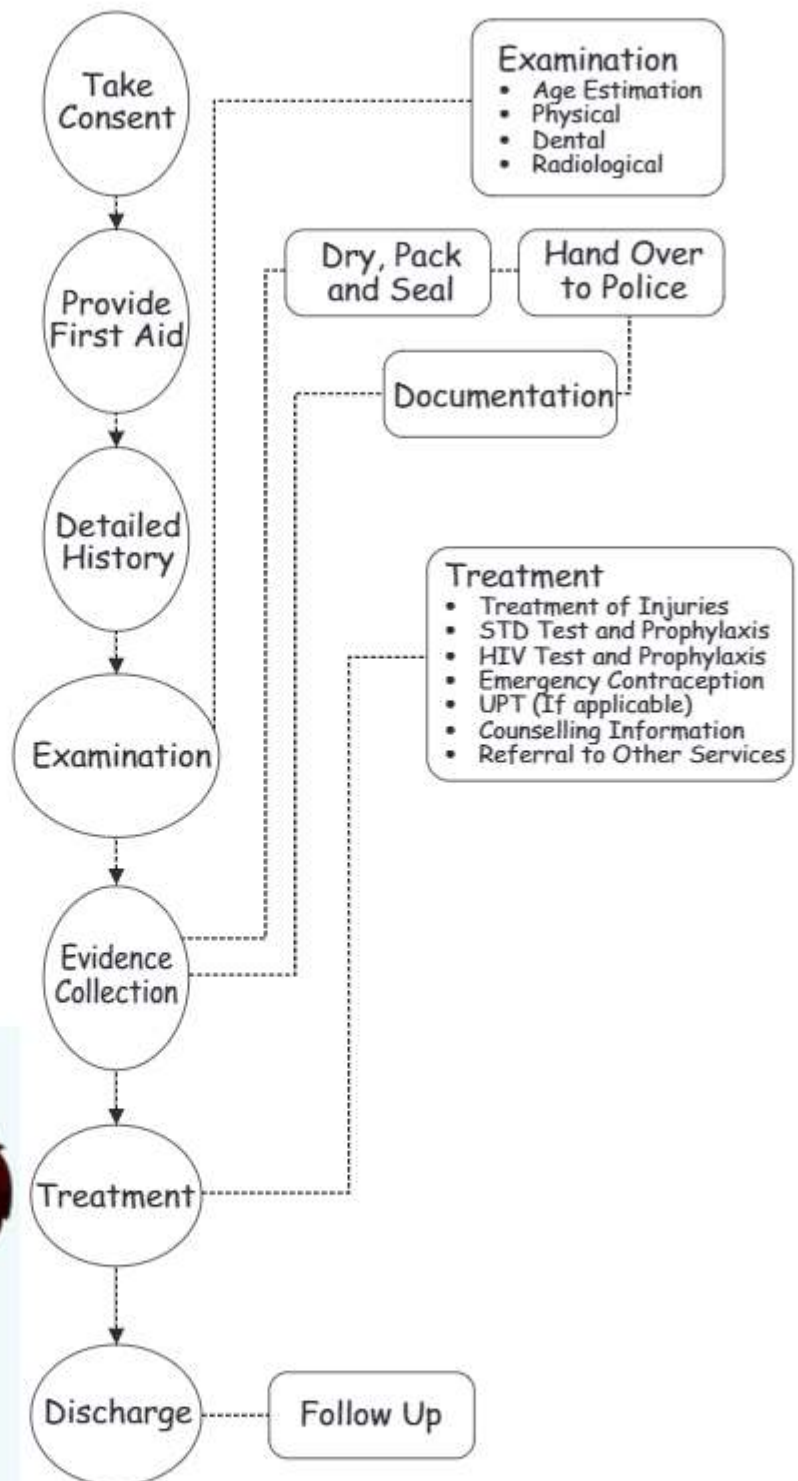 Take
Consent
Examination
• Age Estimation
• Physical
• Dental
• Radiological
Provide
First Aid
Dry, Pack
and Seal
Hand Over
to Police
Documentation
Detailed
History
Treatment
• Treatment of Injuries
• STD Test and Prophylaxis
• HIV Test and Prophylaxis
• Emergency Contraception
• UPT (If applicable)
• Counselling Information
• Referral to Other Services
Examination
Evidence
Collection
Treatment
Discharge
Follow Up